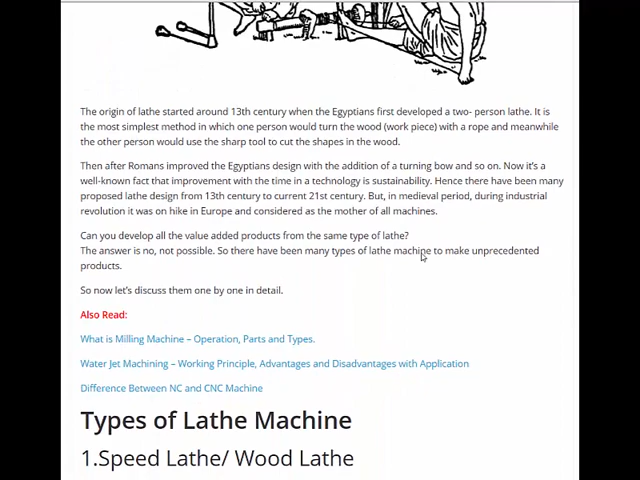 The origin of lathe started around 13th century when the Egyptians first developed a two- person lathe. It is
the most simplest method in which one person would turn the wood (work piece) with a rope and meanwhile
the other person would use the sharp tool to cut the shapes in the wood.
Then after Romans improved the Egyptians design with the addition of a turning bow and so on. Now it's a
well-known fact that improvement with the time in a technology is sustainability. Hence there have been many
proposed lathe design from 13th century to current 21st century. But, in medieval period, during industrial
revolution it was on hike in Europe and considered as the mother of all machines.
Can you develop all the value added products from the same type of lathe?
The answer is no, not possible. So there have been many types of lathe machine to make unprecedented
products.
So now let's discuss them one by one in detail.
Also Read:
What is Milling Machine – Operation, Parts and Types.
Water Jet Machining – Working Principle, Advantages and Disadvantages with Application
Difference Between NC and CNC Machine
Types of Lathe Machine
1.Speed Lathe/ Wood Lathe